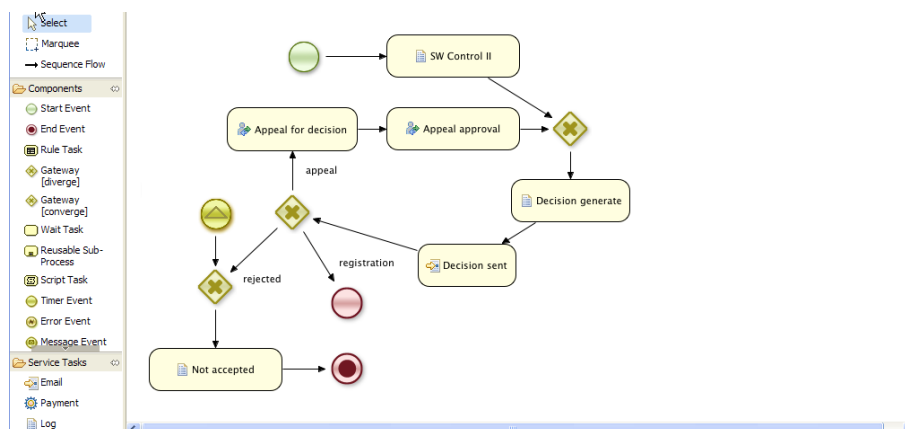 Select
Marquee
Sequence Flow
Components
Start Event
End Event
Rule Task
Gateway
[diverge]
Gateway
[converge]
Wait Task
Reusable Sub-
Process
Script Task
Timer Event
Error Event
Message Event
Service Tasks
Email
Payment
Log
SW Control II
Appeal for decision
Appeal approval
appeal
Decision generate
Decision sent
registration
rejected
Not accepted